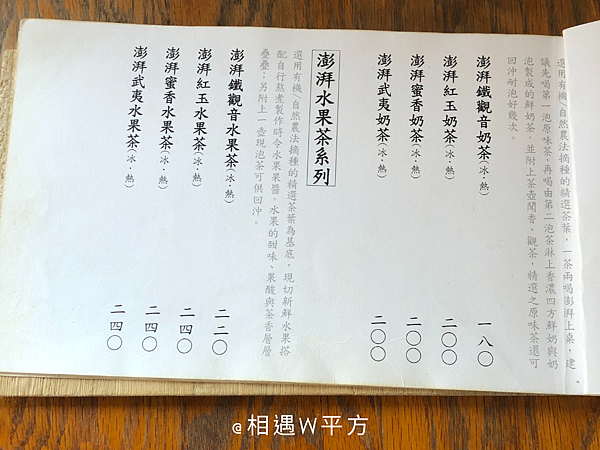 選用有機/自然農法摘種的精選茶葉，一茶兩喝澎湃上桌，建
議先喝第一泡原味茶，再喝由第二泡茶淋上香濃四方鮮奶與奶
泡製成的鮮奶茶，並附上茶壺聞香、觀茶，精選之原味茶還可
回沖耐泡好幾次。
澎湃鐵觀音奶茶(冰·熱) 一八〇
澎湃紅玉奶茶(冰·熱) 二〇〇
澎湃蜜香奶茶(冰·熱) 二〇〇
澎湃武夷奶茶(冰·熱) 二〇〇
澎湃水果茶系列
選用有機/自然農法摘種的精選茶葉為基底，現切新鮮水果搭
配自行熬煮製作時令水果果醬。水果的甜味、果酸與茶香層層
疊疊；另附上一壺現泡茶可供回沖。
澎湃鐵觀音水果茶(冰·熱) 二二〇
澎湃紅玉水果茶(冰·熱) 二四〇
澎湃蜜香水果茶(冰·熱) 二四〇
澎湃武夷水果茶(冰·熱) 二四〇
@相遇W平方